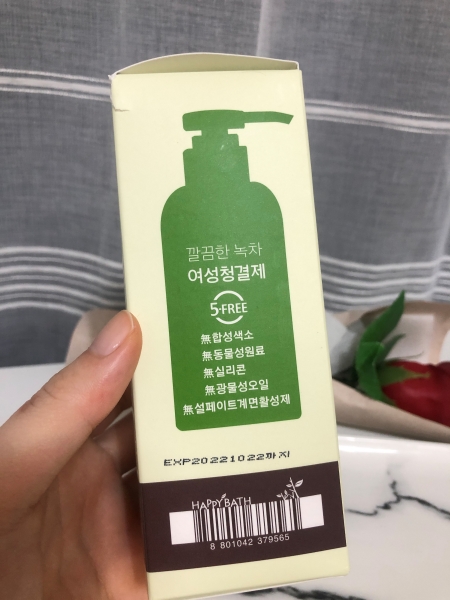 깔끔한 녹차
여성청결제
5-FREE
無합성색소
無동물성원료
無실리콘
無광물성오일
無설페이트계면활성제
EXP20221022까지
HAPPY BATH
8 801042 379565